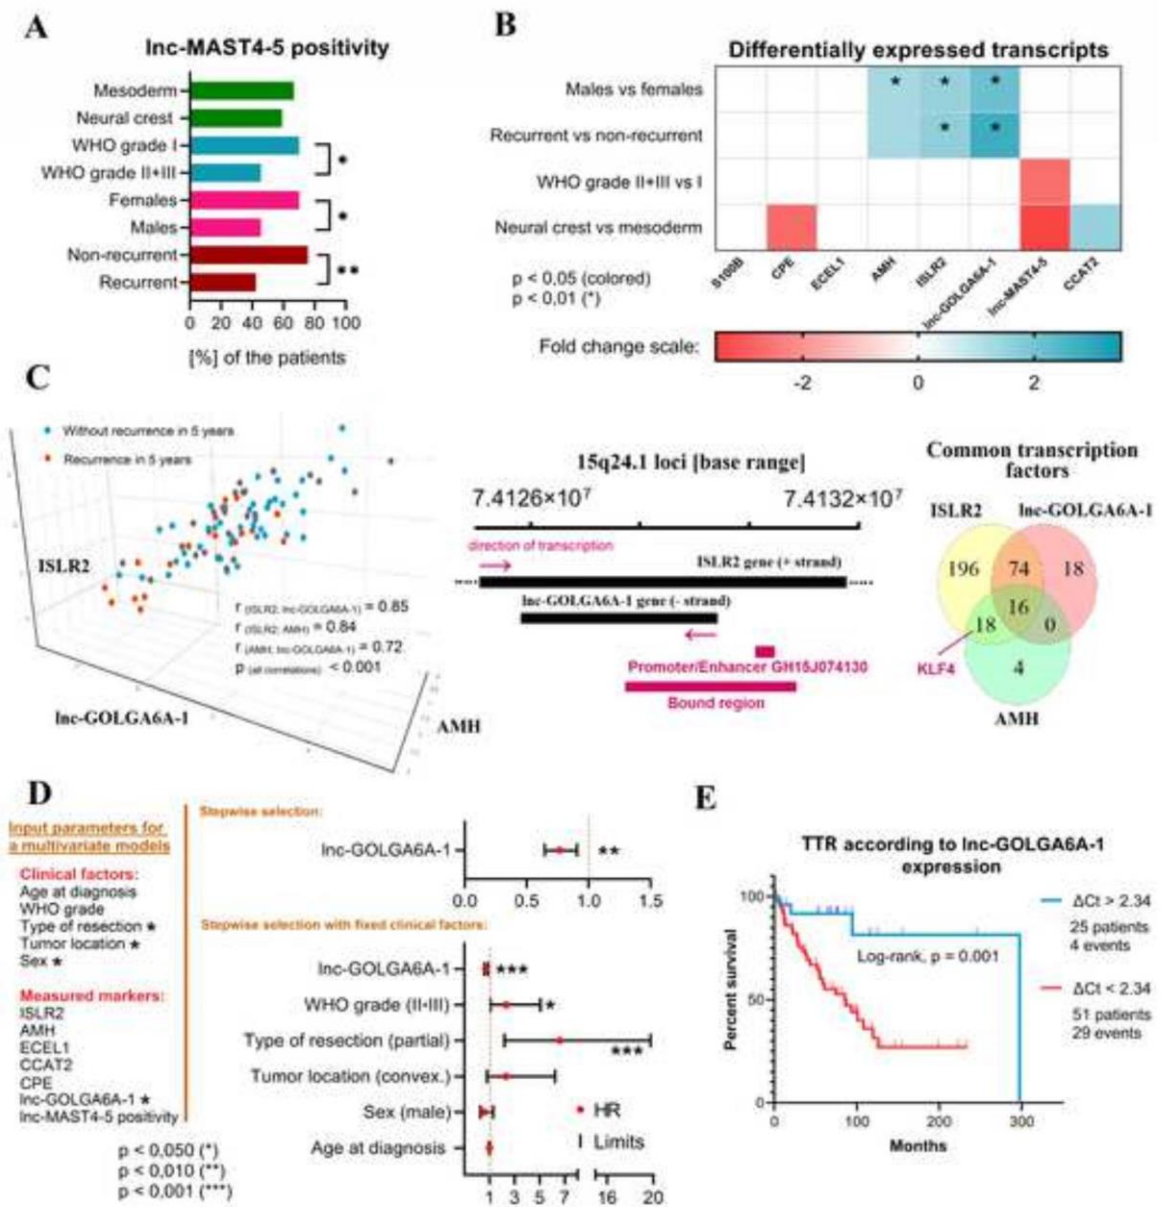 A
lnc-MAST4-5 positivity
Mesoderm
Neural crest
WHO grade I
*
WHO grade II+III
Females
*
Males
Non-recurrent
**
Recurrent
0 20 40 60 80 100
[%] of the patients
B
Differentially expressed transcripts
Males vs females
* * *
Recurrent vs non-recurrent
* *
WHO grade II+III vs I
Neural crest vs mesoderm
S100B
CPE
ECEL1
AMH
ISLR2
lnc-GOLGA6A-1
lnc-MAST4-5
CCAT2
p < 0,05 (colored)
p < 0,01 (*)
Fold change scale:
-2 0 2
C
Without recurrence in 5 years
Recurrence in 5 years
ISLR2
r (ISLR2; lnc-GOLGA6A-1) = 0.85
r (ISLR2; AMH) = 0.84
r (AMH; lnc-GOLGA6A-1) = 0.72
p (all correlations) < 0.001
lnc-GOLGA6A-1
AMH
15q24.1 loci [base range]
7.4126×10⁷ 7.4132×10⁷
direction of transcription
ISLR2 gene (+ strand)
lnc-GOLGA6A-1 gene (- strand)
Promoter/Enhancer GH15J074130
Bound region
Common transcription
factors
ISLR2 lnc-GOLGA6A-1
196 74 18
16
18 0
KLF4
4
AMH
D
Input parameters for
a multivariate models
Clinical factors:
Age at diagnosis
WHO grade
Type of resection ★
Tumor location ★
Sex ★
Measured markers:
ISLR2
AMH
ECEL1
CCAT2
CPE
lnc-GOLGA6A-1 ★
lnc-MAST4-5 positivity
p < 0,050 (*)
p < 0,010 (**)
p < 0,001 (***)
Stepwise selection:
lnc-GOLGA6A-1
**
0.0 0.5 1.0 1.5
Stepwise selection with fixed clinical factors:
lnc-GOLGA6A-1
***
WHO grade (II+III)
*
Type of resection (partial)
***
Tumor location (convex.)
Sex (male)
HR
Limits
Age at diagnosis
1 3 5 7 16 20
E
TTR according to lnc-GOLGA6A-1
expression
Percent survival
100
50
0
ΔCt > 2.34
25 patients
4 events
Log-rank, p = 0.001
ΔCt < 2.34
51 patients
29 events
0 100 200 300
Months